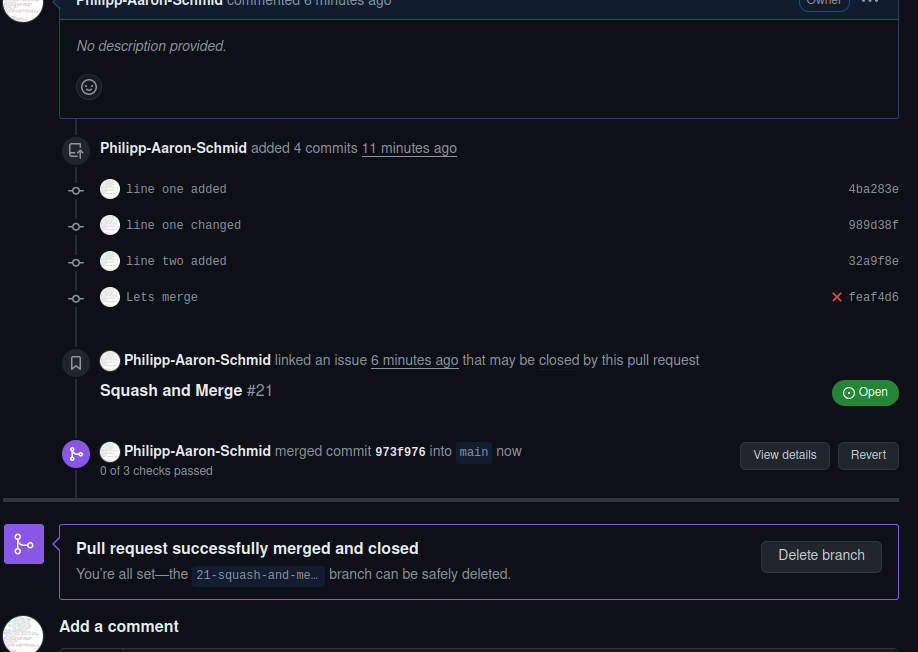 Philipp-Aaron-Schmid commented 6 minutes ago Owner
No description provided.
Philipp-Aaron-Schmid added 4 commits 11 minutes ago
line one added 4ba283e
line one changed 989d38f
line two added 32a9f8e
Lets merge feaf4d6
Philipp-Aaron-Schmid linked an issue 6 minutes ago that may be closed by this pull request
Squash and Merge #21 Open
Philipp-Aaron-Schmid merged commit 973f976 into main now View details Revert
0 of 3 checks passed
Pull request successfully merged and closed
You're all set—the 21-squash-and-me… branch can be safely deleted. Delete branch
Add a comment